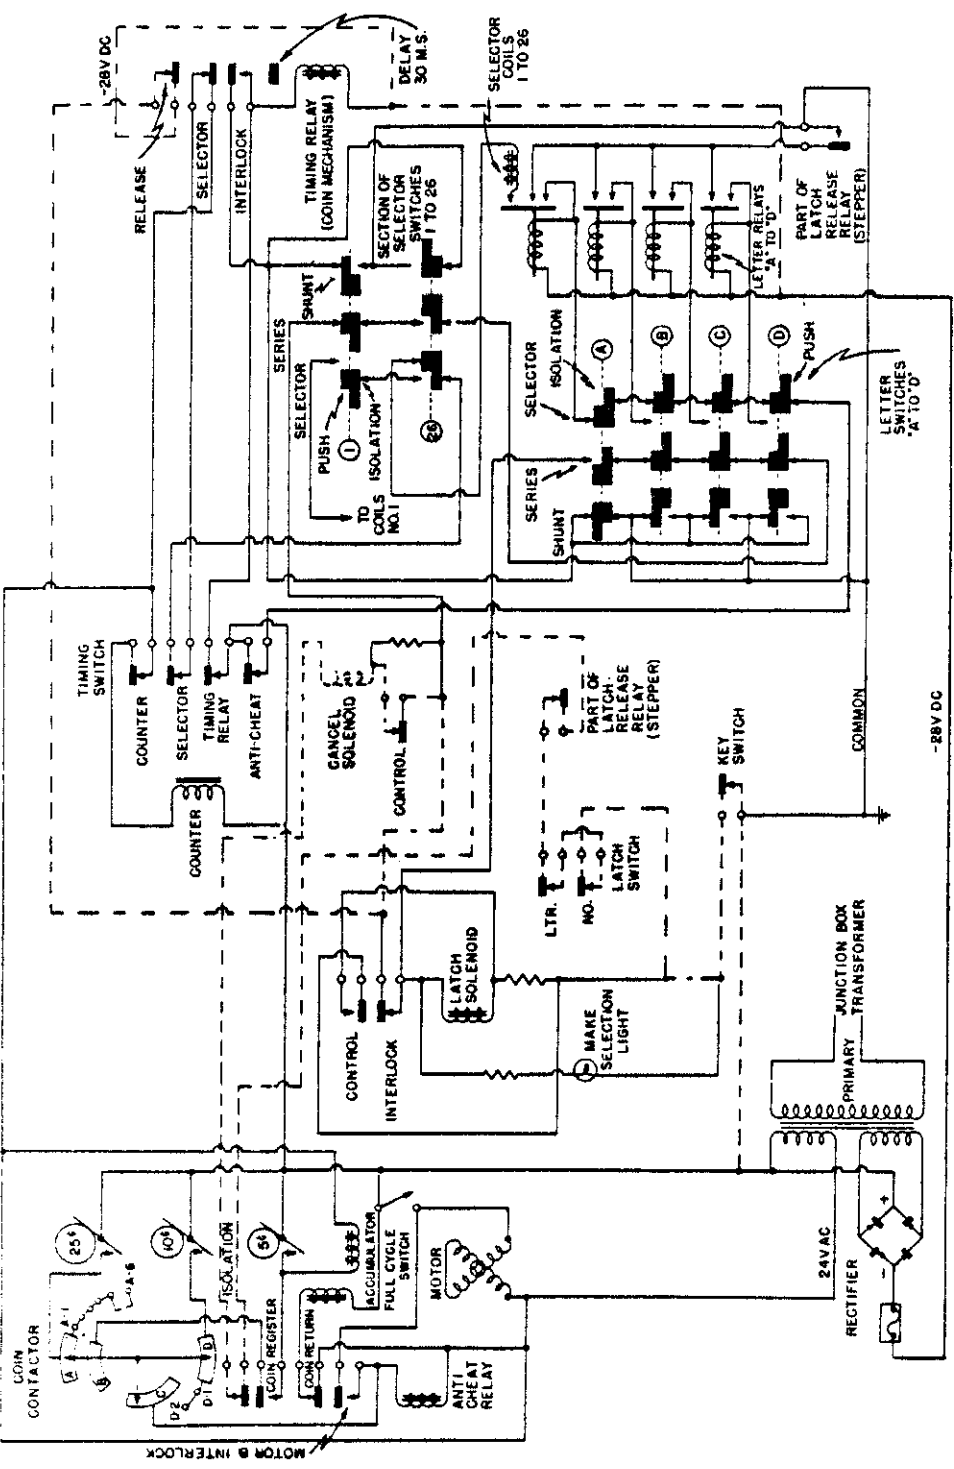 -28V DC
DELAY
30 M.S.
SELECTOR
COILS
1 TO 26
RELEASE
SELECTOR
INTERLOCK
TIMING RELAY
(COIN MECHANISM)
SECTION OF
SELECTOR
SWITCHES
1 TO 26
LETTER RELAYS
"A" TO "D"
PART OF
LATCH
RELEASE
RELAY
(STEPPER)
SHUNT
SERIES
SELECTOR
PUSH
ISOLATION
1
26
TO
COILS
NO. 1
SELECTOR
ISOLATION
A
B
C
D
PUSH
LETTER
SWITCHES
"A" TO "D"
SERIES
SHUNT
TIMING
SWITCH
COUNTER
SELECTOR
TIMING
RELAY
ANTI-CHEAT
COUNTER
CANCEL
SOLENOID
CONTROL
PART OF
LATCH-
RELEASE
RELAY
(STEPPER)
KEY
SWITCH
COMMON
-28V DC
LTR.
NO.
LATCH
SWITCH
CONTROL
INTERLOCK
LATCH
SOLENOID
MAKE
SELECTION
LIGHT
JUNCTION BOX
TRANSFORMER
PRIMARY
24VAC
RECTIFIER
+
-
COIN
CONTACTOR
25¢
10¢
5¢
A-1
A-6
A
B
C
D
D-2
D-1
ISOLATION
COIN REGISTER
COIN RETURN
ACCUMULATOR
FULL CYCLE
SWITCH
MOTOR
ANTI
CHEAT
RELAY
MOTOR & INTERLOCK